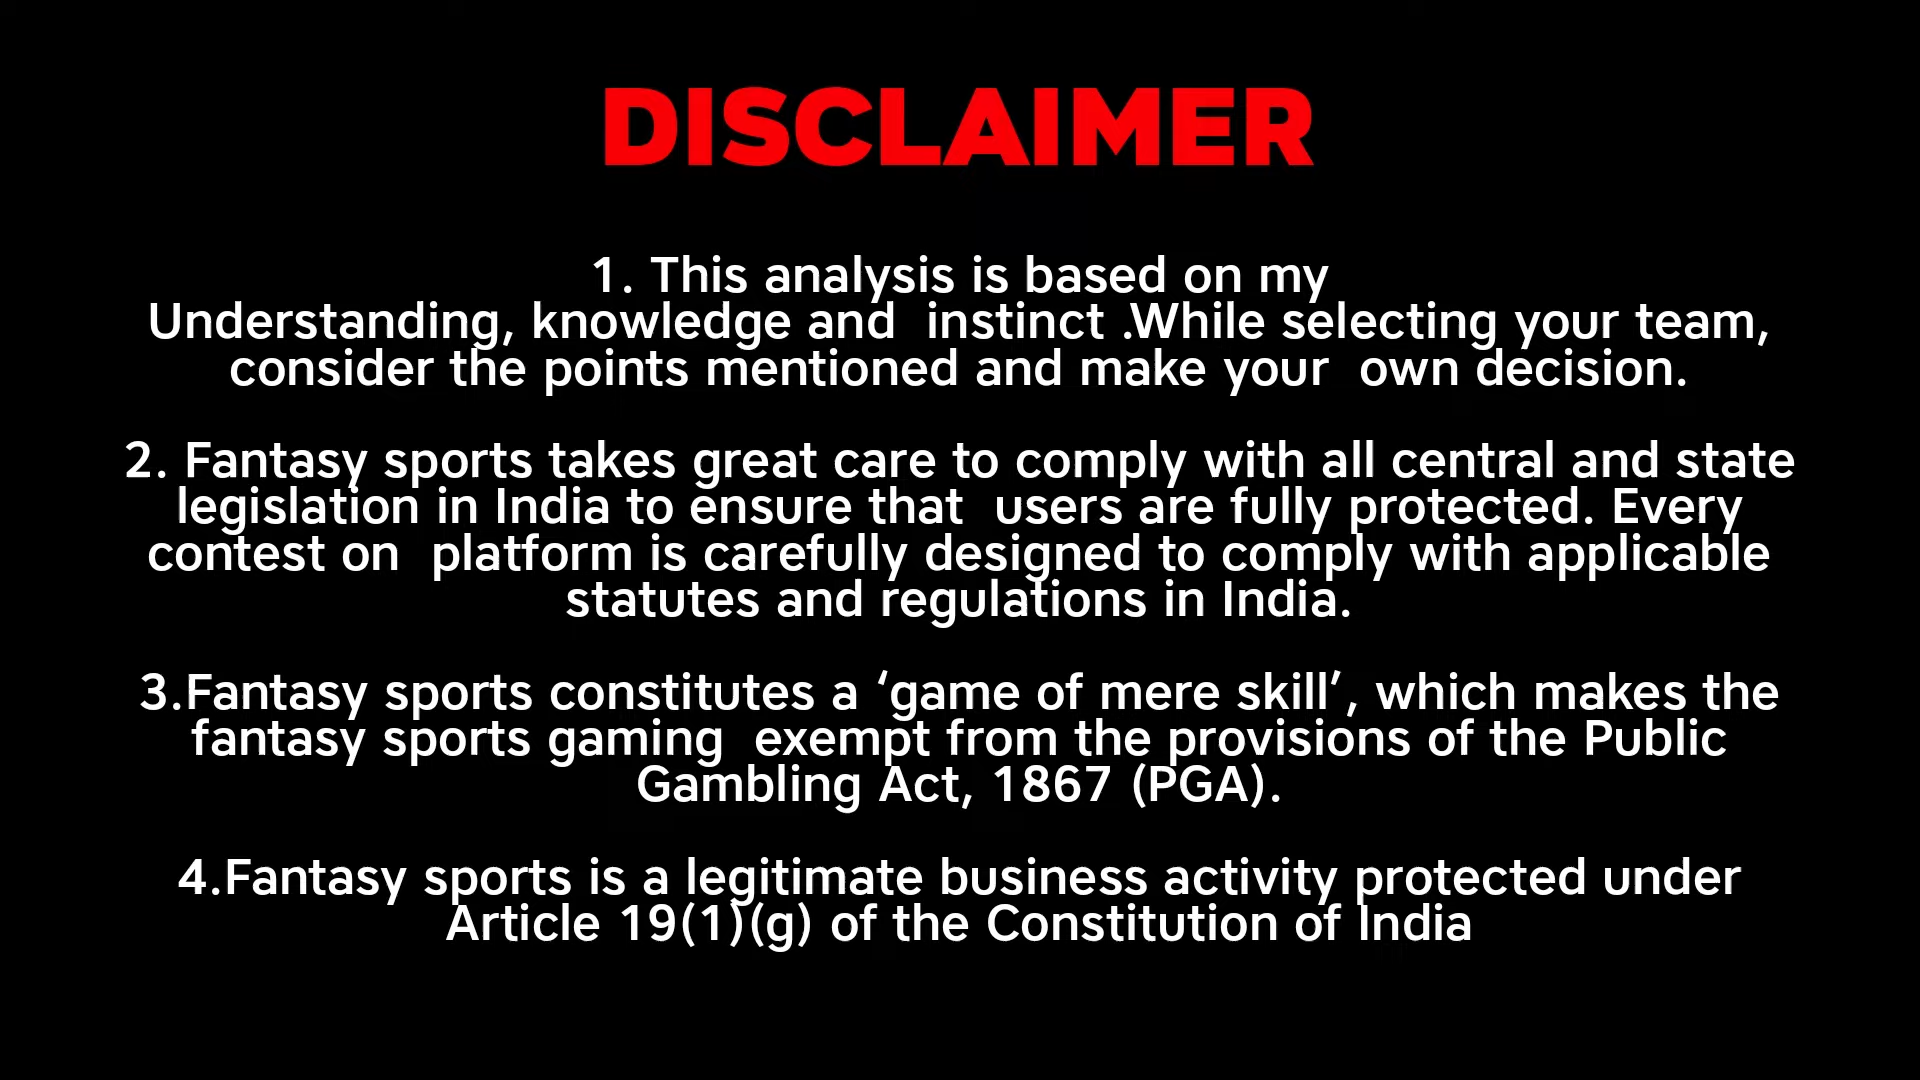 DISCLAIMER
1. This analysis is based on my
Understanding, knowledge and  instinct .While selecting your team,
consider the points mentioned and make your  own decision.
2. Fantasy sports takes great care to comply with all central and state
legislation in India to ensure that  users are fully protected. Every
contest on  platform is carefully designed to comply with applicable
statutes and regulations in India.
3.Fantasy sports constitutes a ‘game of mere skill’, which makes the
fantasy sports gaming  exempt from the provisions of the Public
Gambling Act, 1867 (PGA).
4.Fantasy sports is a legitimate business activity protected under
Article 19(1)(g) of the Constitution of India